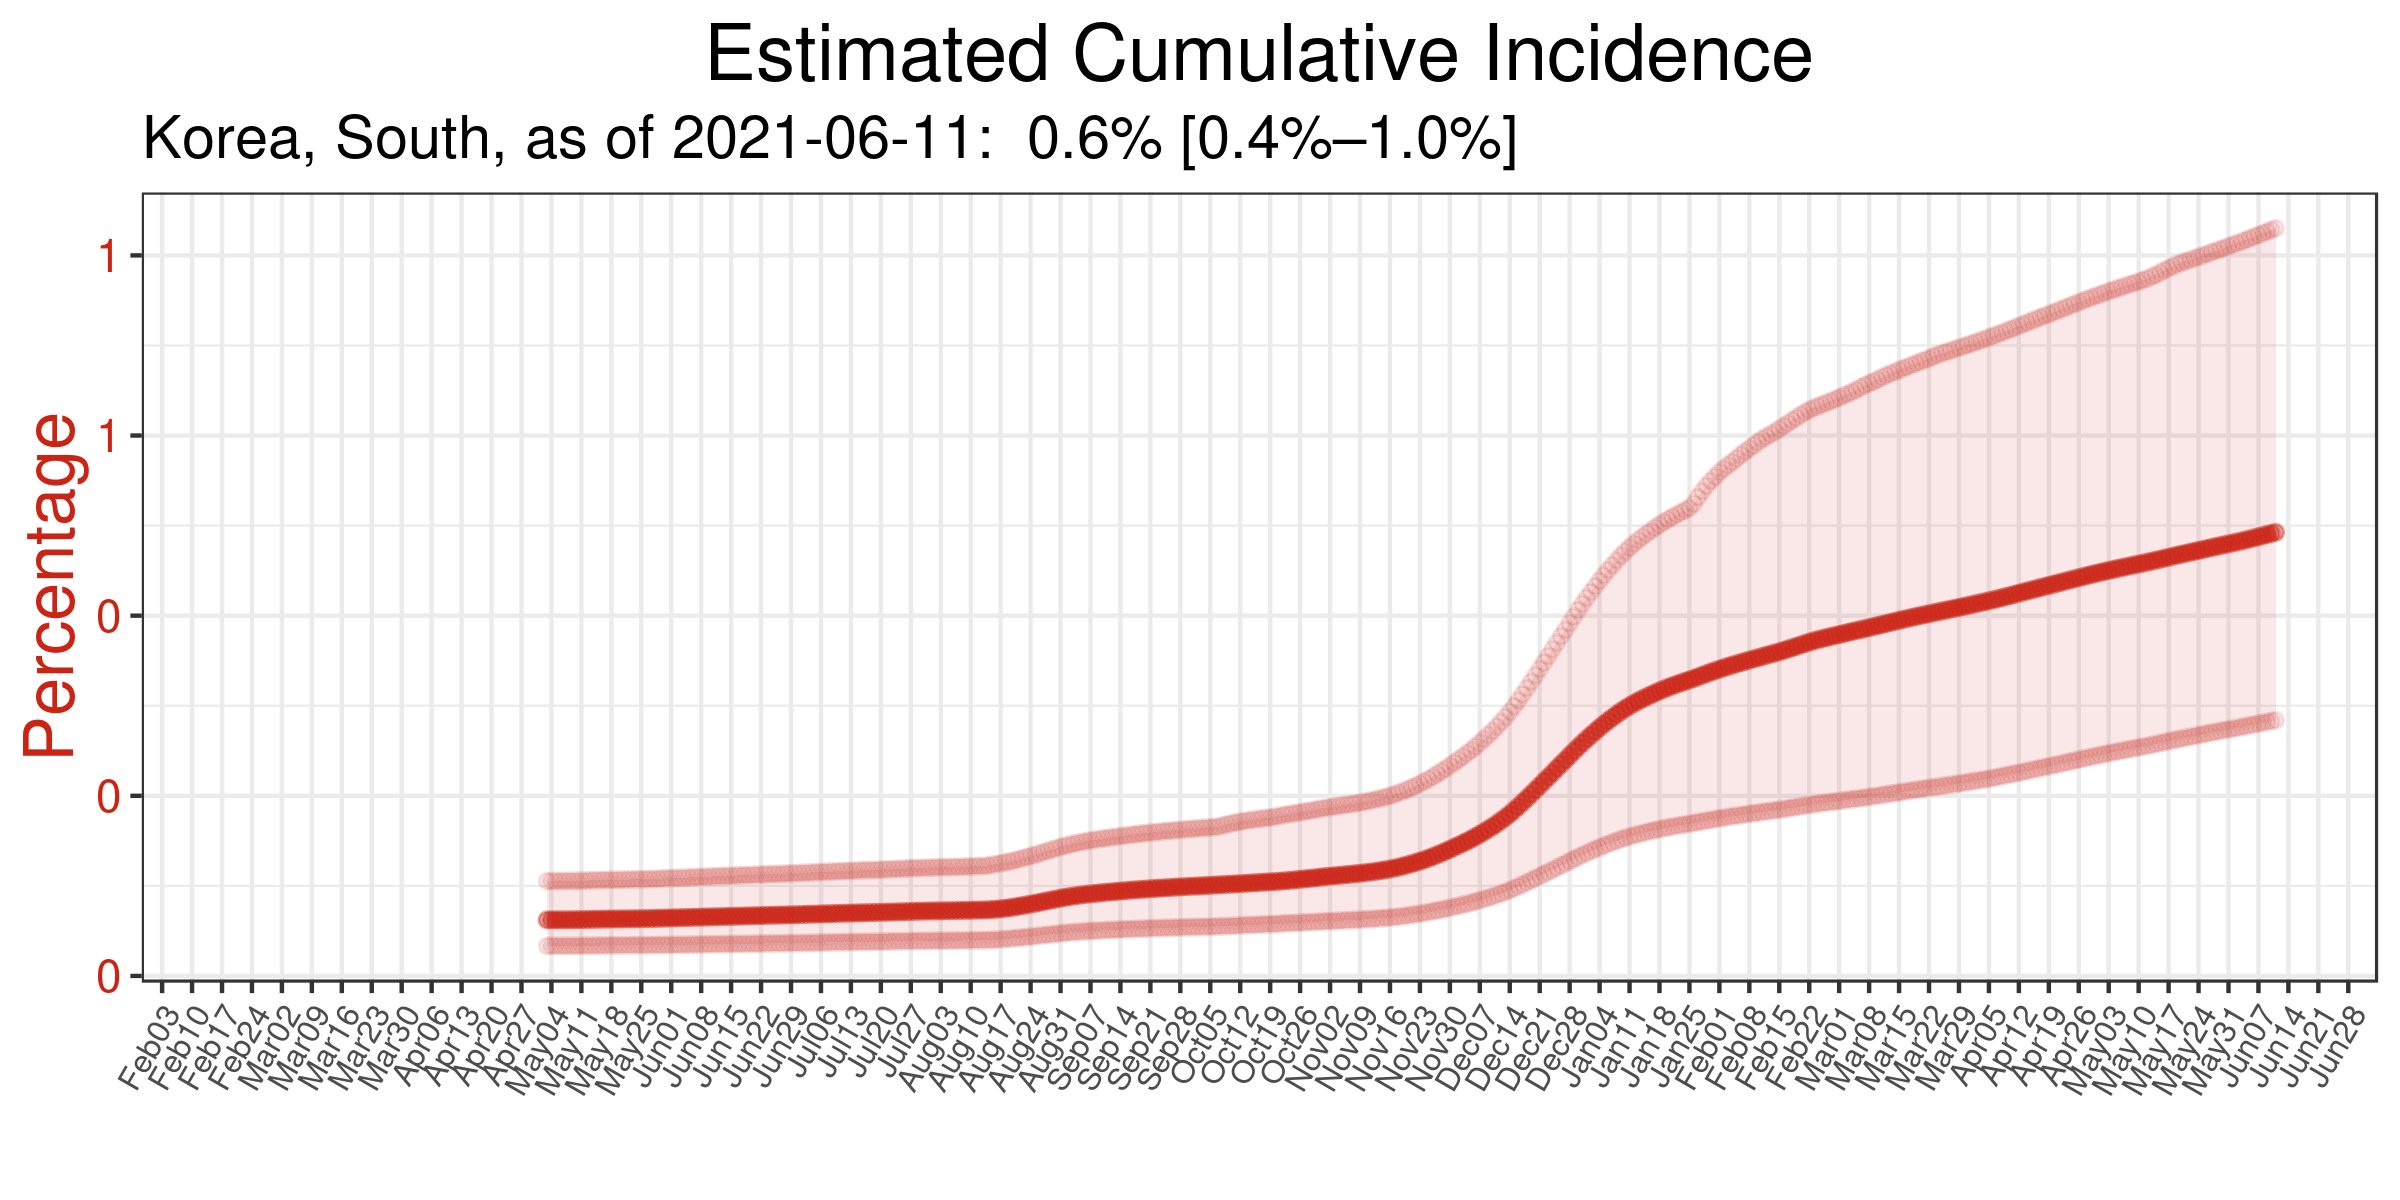 Estimated Cumulative Incidence
Korea, South, as of 2021-06-11:  0.6% [0.4%–1.0%]
Percentage
1
1
0
0
0
Feb03
Feb10
Feb17
Feb24
Mar02
Mar09
Mar16
Mar23
Mar30
Apr06
Apr13
Apr20
Apr27
May04
May11
May18
May25
Jun01
Jun08
Jun15
Jun22
Jun29
Jul06
Jul13
Jul20
Jul27
Aug03
Aug10
Aug17
Aug24
Aug31
Sep07
Sep14
Sep21
Sep28
Oct05
Oct12
Oct19
Oct26
Nov02
Nov09
Nov16
Nov23
Nov30
Dec07
Dec14
Dec21
Dec28
Jan04
Jan11
Jan18
Jan25
Feb01
Feb08
Feb15
Feb22
Mar01
Mar08
Mar15
Mar22
Mar29
Apr05
Apr12
Apr19
Apr26
May03
May10
May17
May24
May31
Jun07
Jun14
Jun21
Jun28